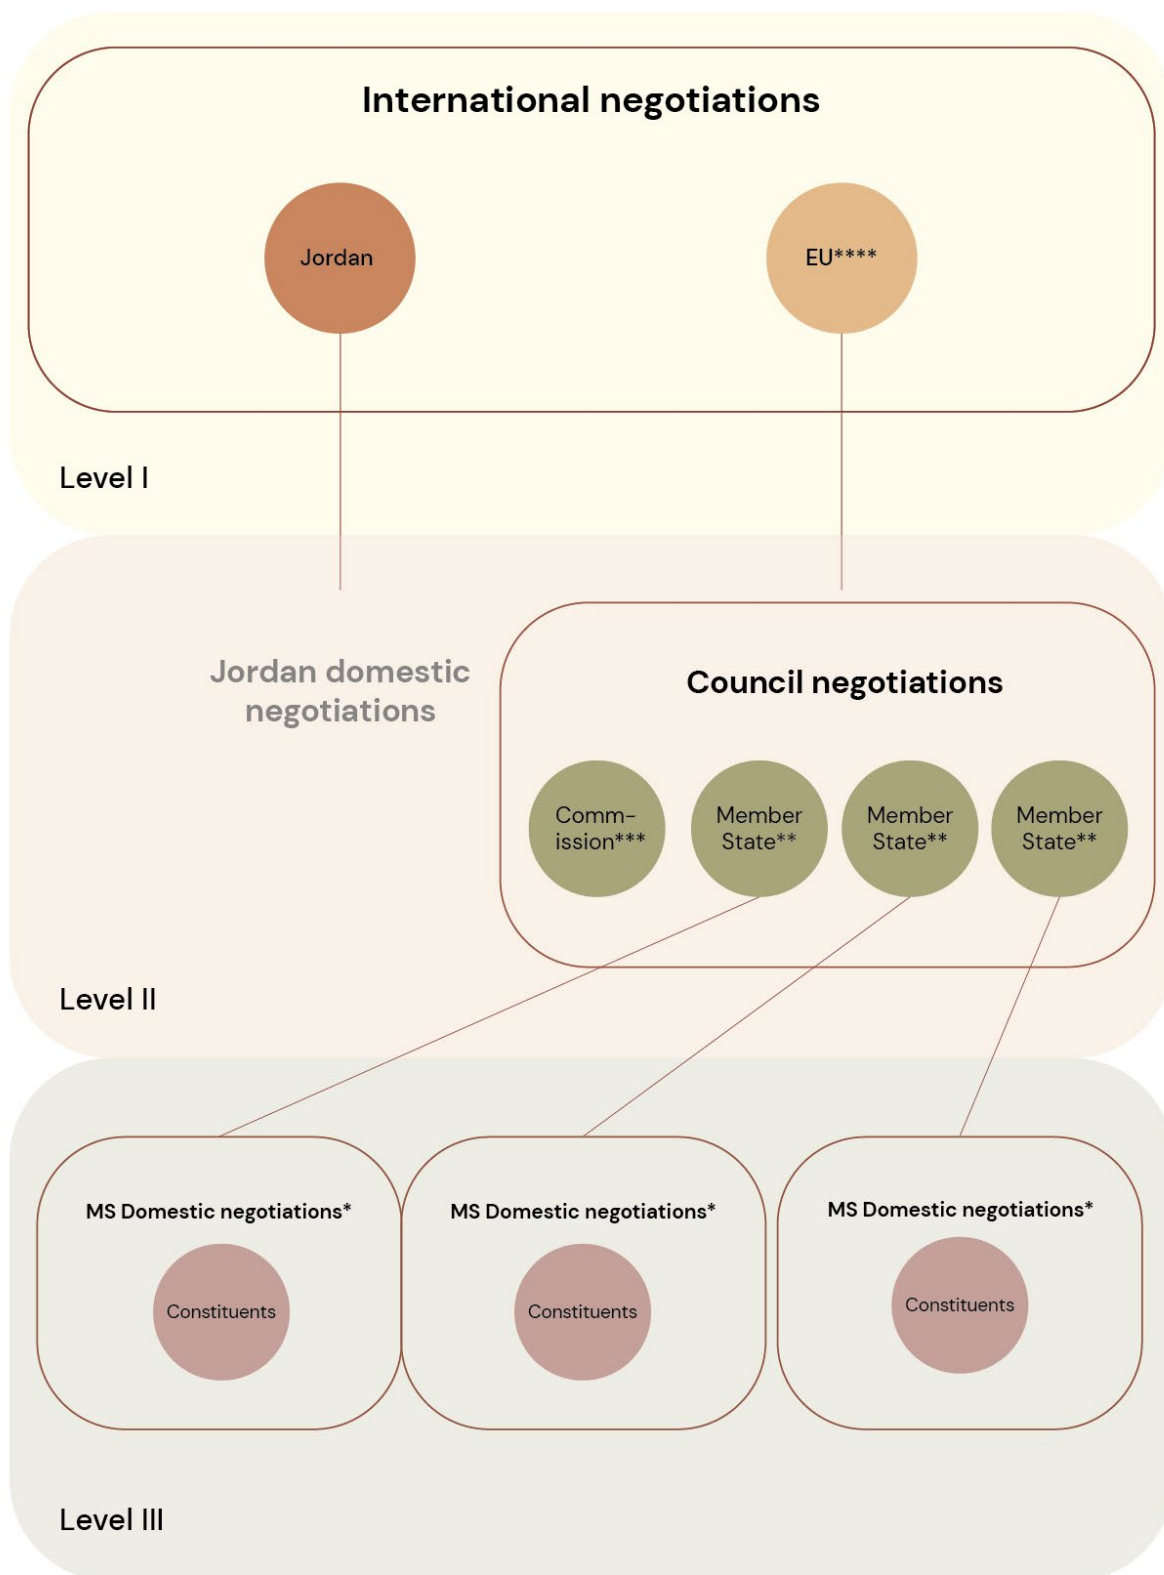 International negotiations
Jordan
EU****
Level I
Jordan domestic
negotiations
Council negotiations
Comm-
ission***
Member
State**
Member
State**
Member
State**
Level II
MS Domestic negotiations*
Constituents
MS Domestic negotiations*
Constituents
MS Domestic negotiations*
Constituents
Level III